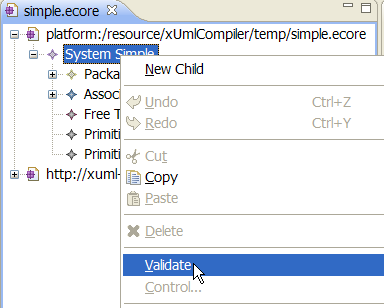 simple.ecore
platform:/resource/xUmlCompiler/temp/simple.ecore
System Simple
Packa
Assoc
Free T
Primiti
Primiti
http://xuml-
New Child
Undo Ctrl+Z
Redo Ctrl+Y
Cut
Copy
Paste
Delete
Validate
Control...